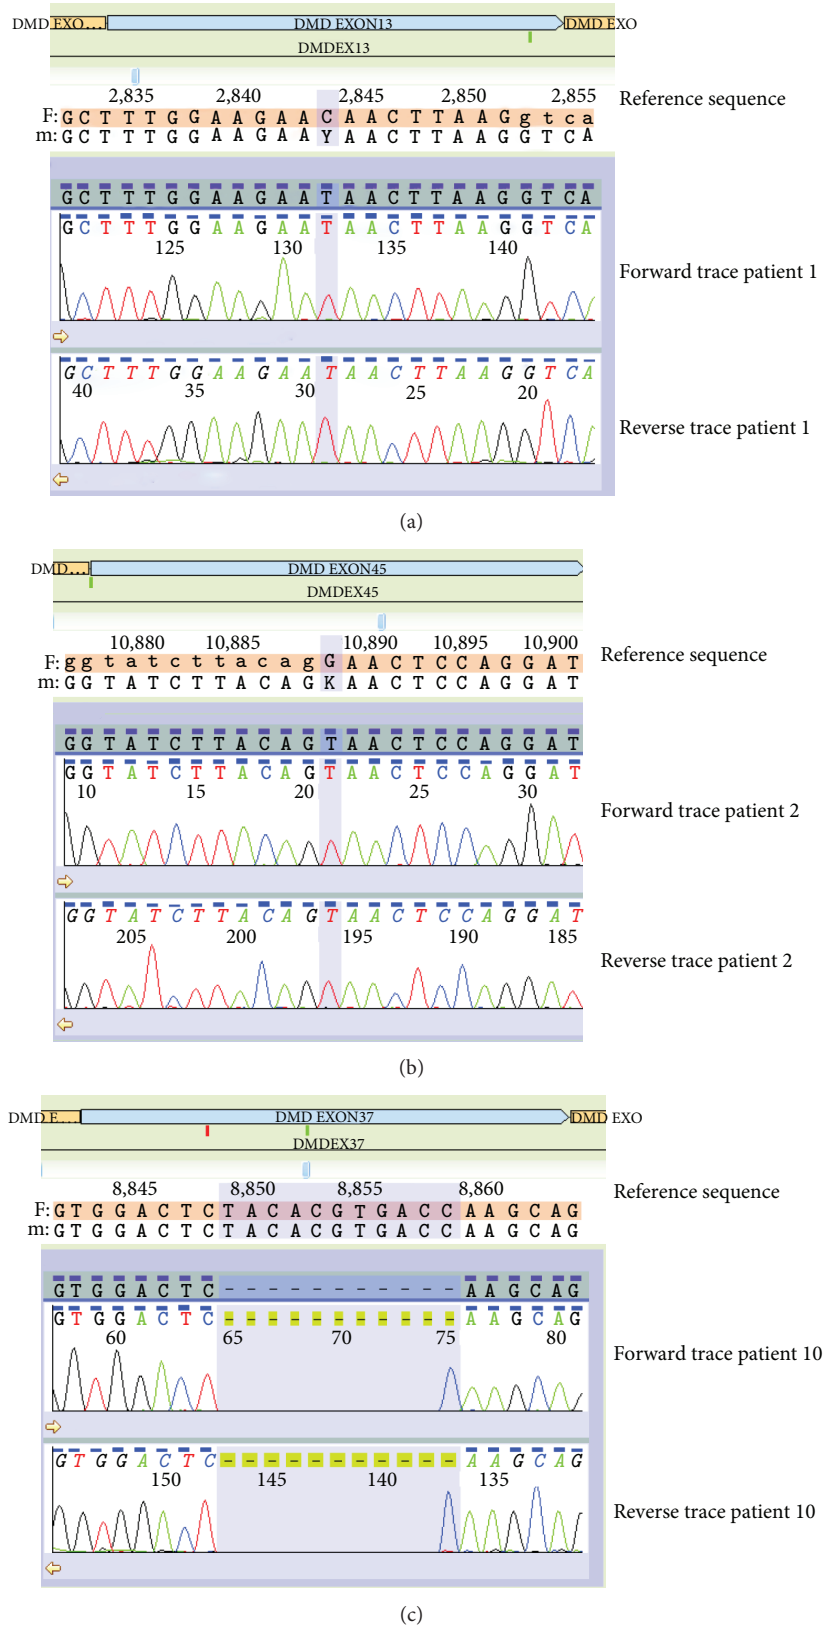 DMD EXO... DMD EXON13 DMD EXO
DMDEX13
2,835 2,840 2,845 2,850 2,855
Reference sequence
F: G C T T T G G A A G A A C A A C T T A A G g t c a
m: G C T T T G G A A G A A Y A A C T T A A G G T C A
G C T T T G G A A G A A T A A C T T A A G G T C A
G C T T T G G A A G A A T A A C T T A A G G T C A
125 130 135 140
Forward trace patient 1
G C T T T G G A A G A A T A A C T T A A G G T C A
40 35 30 25 20
Reverse trace patient 1
(a)
DMD... DMD EXON45
DMDEX45
10,880 10,885 10,890 10,895 10,900
Reference sequence
F: g g t a t c t t a c a g G A A C T C C A G G A T
m: G G T A T C T T A C A G K A A C T C C A G G A T
G G T A T C T T A C A G T A A C T C C A G G A T
G G T A T C T T A C A G T A A C T C C A G G A T
10 15 20 25 30
Forward trace patient 2
G G T A T C T T A C A G T A A C T C C A G G A T
205 200 195 190 185
Reverse trace patient 2
(b)
DMD E... DMD EXON37 DMD EXO
DMDEX37
8,845 8,850 8,855 8,860
Reference sequence
F: G T G G A C T C T A C A C G T G A C C A A G C A G
m: G T G G A C T C T A C A C G T G A C C A A G C A G
G T G G A C T C - - - - - - - - - - - A A G C A G
G T G G A C T C - - - - - - - - - - - A A G C A G
60 65 70 75 80
Forward trace patient 10
G T G G A C T C - - - - - - - - - - - A A G C A G
150 145 140 135
Reverse trace patient 10
(c)